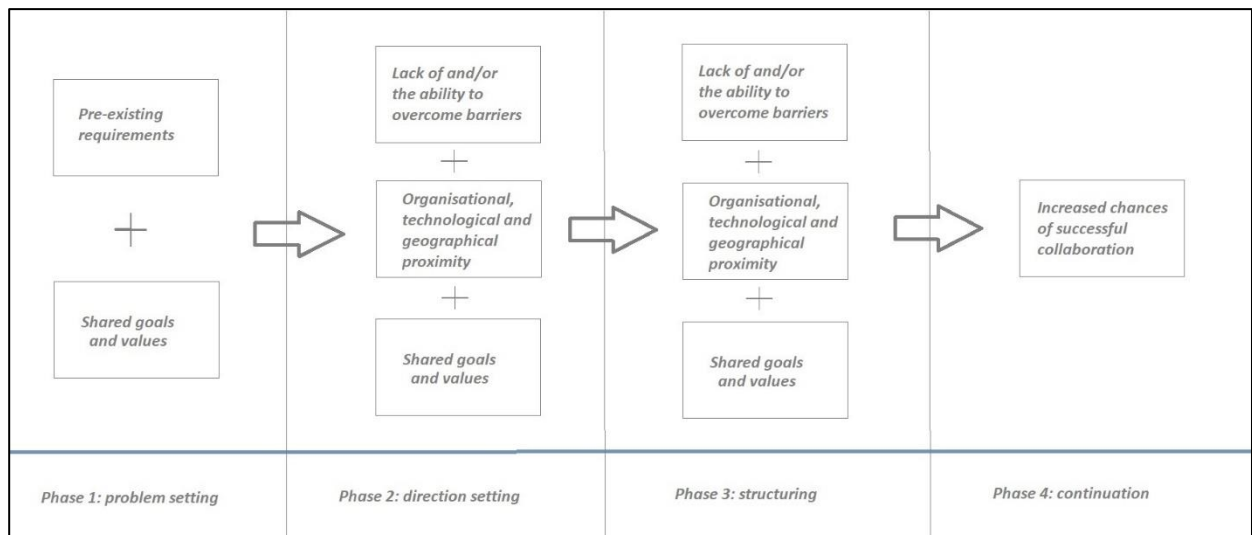 Pre-existing
requirements
+
Shared goals
and values
Lack of and/or
the ability to
overcome barriers
+
Organisational,
technological and
geographical
proximity
+
Shared goals
and values
Lack of and/or
the ability to
overcome barriers
+
Organisational,
technological and
geographical
proximity
+
Shared goals
and values
Increased chances
of successful
collaboration
Phase 1: problem setting
Phase 2: direction setting
Phase 3: structuring
Phase 4: continuation